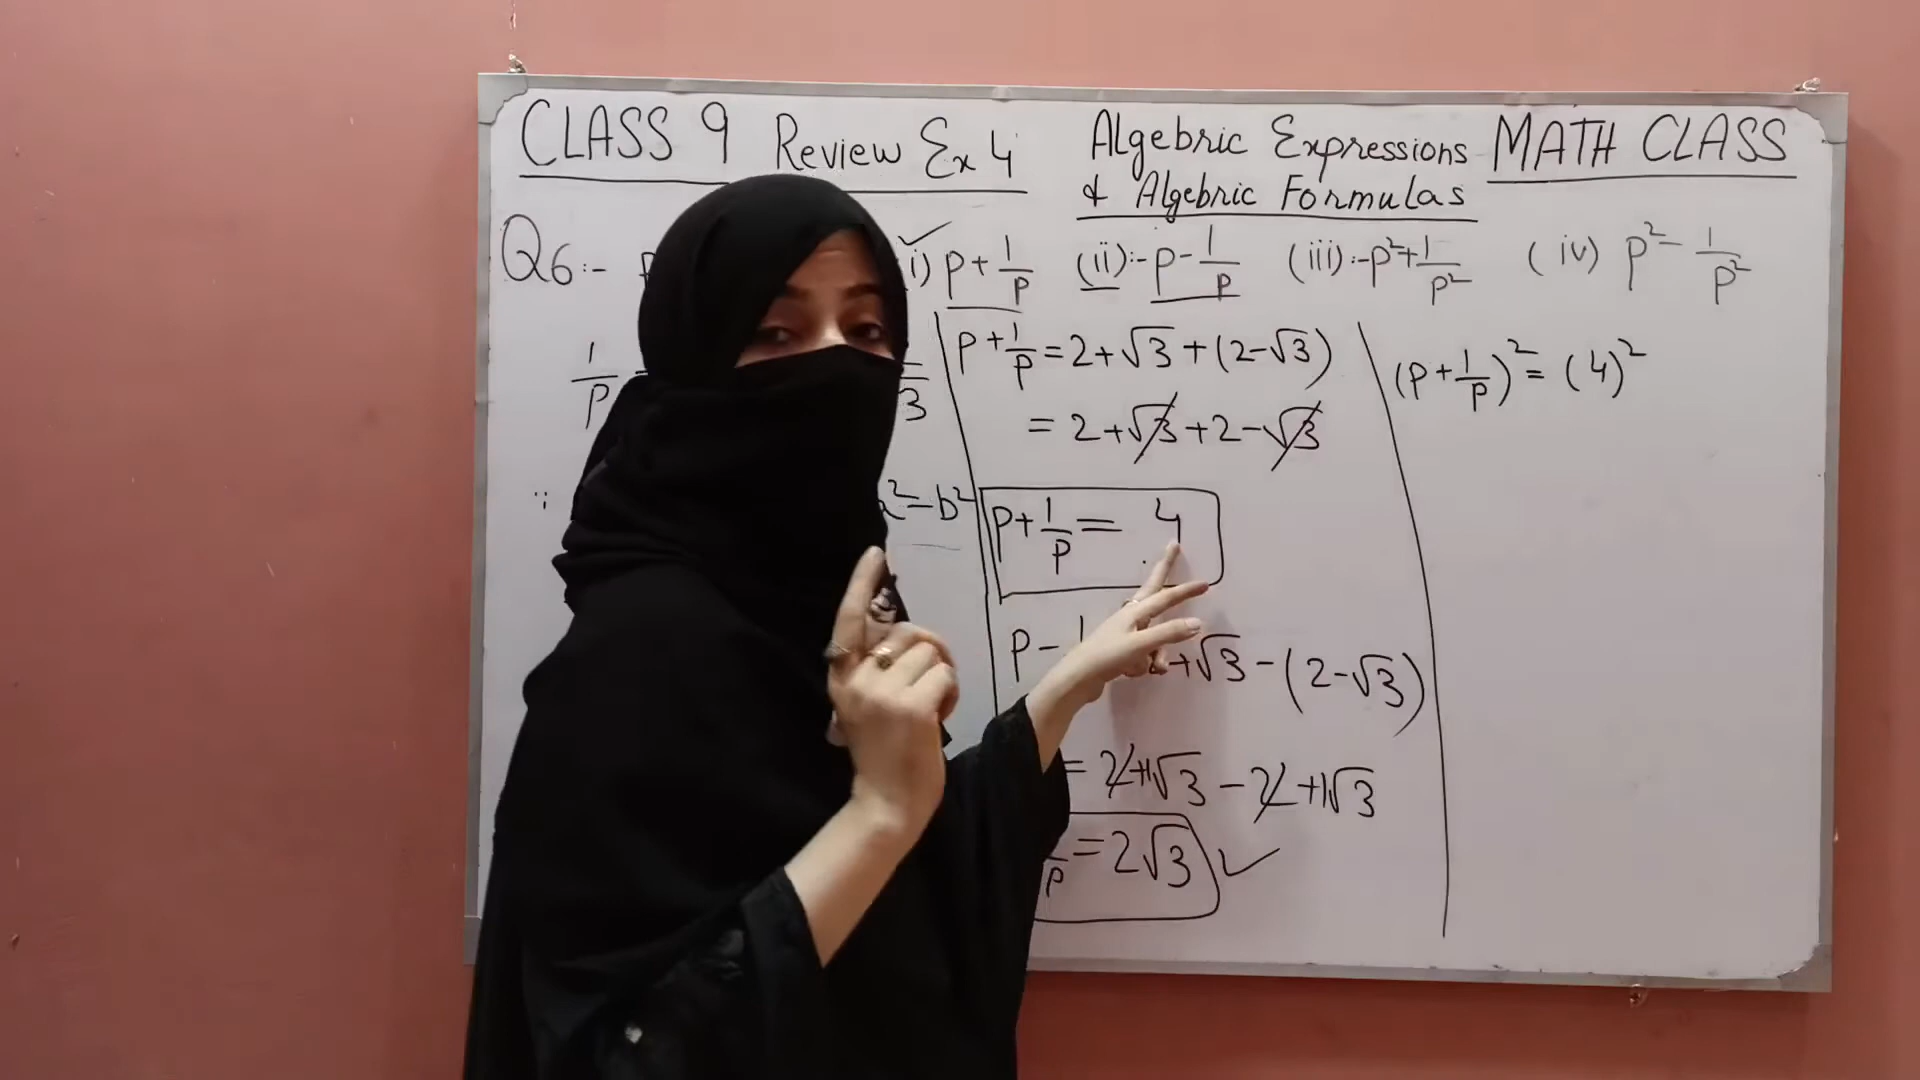 CLASS 9 Review Ex 4
Algebric Expressions
& Algebric Formulas
MATH CLASS
Q6:- i) p + 1/p (ii):- p - 1/p (iii):- p² + 1/p² (iv) p² - 1/p²
1/p
3
∵ a² = b²
p + 1/p = 2 + √3 + (2 - √3)
= 2 + √3 + 2 - √3
p + 1/p = 4
p - 1 + √3 - (2 - √3)
= 2 + √3 - 2 + √3
p = 2√3 ✓
(p + 1/p)² = (4)²